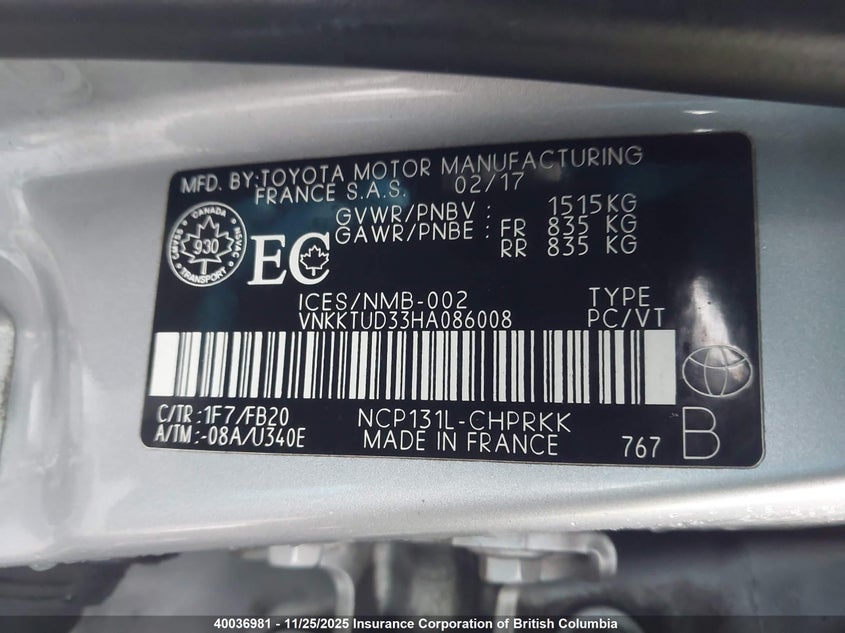 MFD. BY:TOYOTA MOTOR MANUFACTURING
FRANCE S.A.S. 02/17
GVWR/PNBV : 1515KG
GAWR/PNBE : FR 835 KG
RR 835 KG
CANADA
CMVSS 930 NSVAC
TRANSPORT
EC
ICES/NMB-002 TYPE
VNKKTUD33HA086008 PC/VT
C/TR:1F7/FB20 NCP131L-CHPRKK
A/TM:-08A/U340E MADE IN FRANCE 767 B
40036981 - 11/25/2025 Insurance Corporation of British Columbia